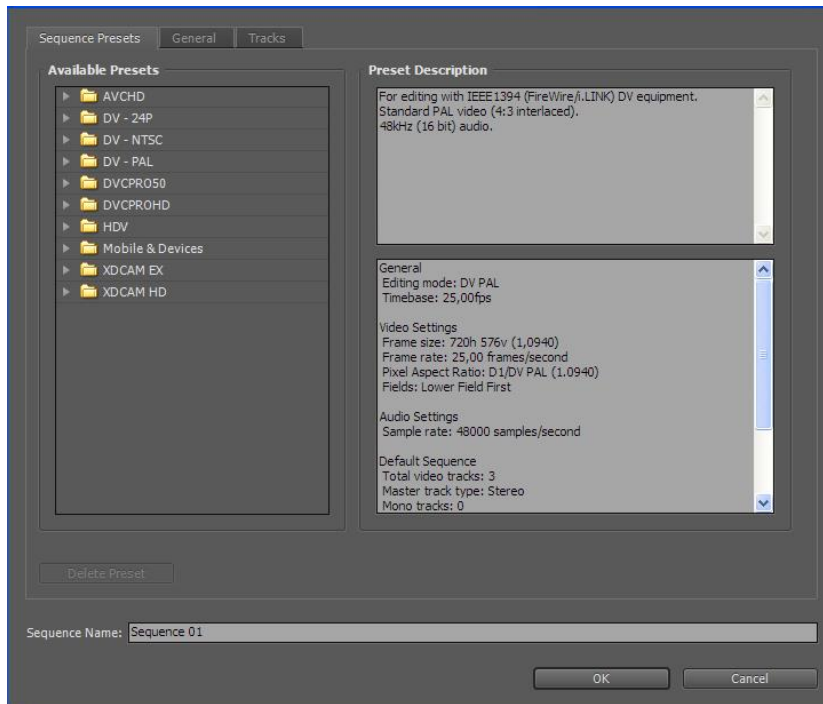 Sequence Presets General Tracks
Available Presets
AVCHD
DV - 24P
DV - NTSC
DV - PAL
DVCPRO50
DVCPROHD
HDV
Mobile & Devices
XDCAM EX
XDCAM HD
Preset Description
For editing with IEEE1394 (FireWire/i.LINK) DV equipment.
Standard PAL video (4:3 interlaced).
48kHz (16 bit) audio.
General
Editing mode: DV PAL
Timebase: 25,00fps
Video Settings
Frame size: 720h 576v (1,0940)
Frame rate: 25,00 frames/second
Pixel Aspect Ratio: D1/DV PAL (1.0940)
Fields: Lower Field First
Audio Settings
Sample rate: 48000 samples/second
Default Sequence
Total video tracks: 3
Master track type: Stereo
Mono tracks: 0
Delete Preset
Sequence Name: Sequence 01
OK Cancel